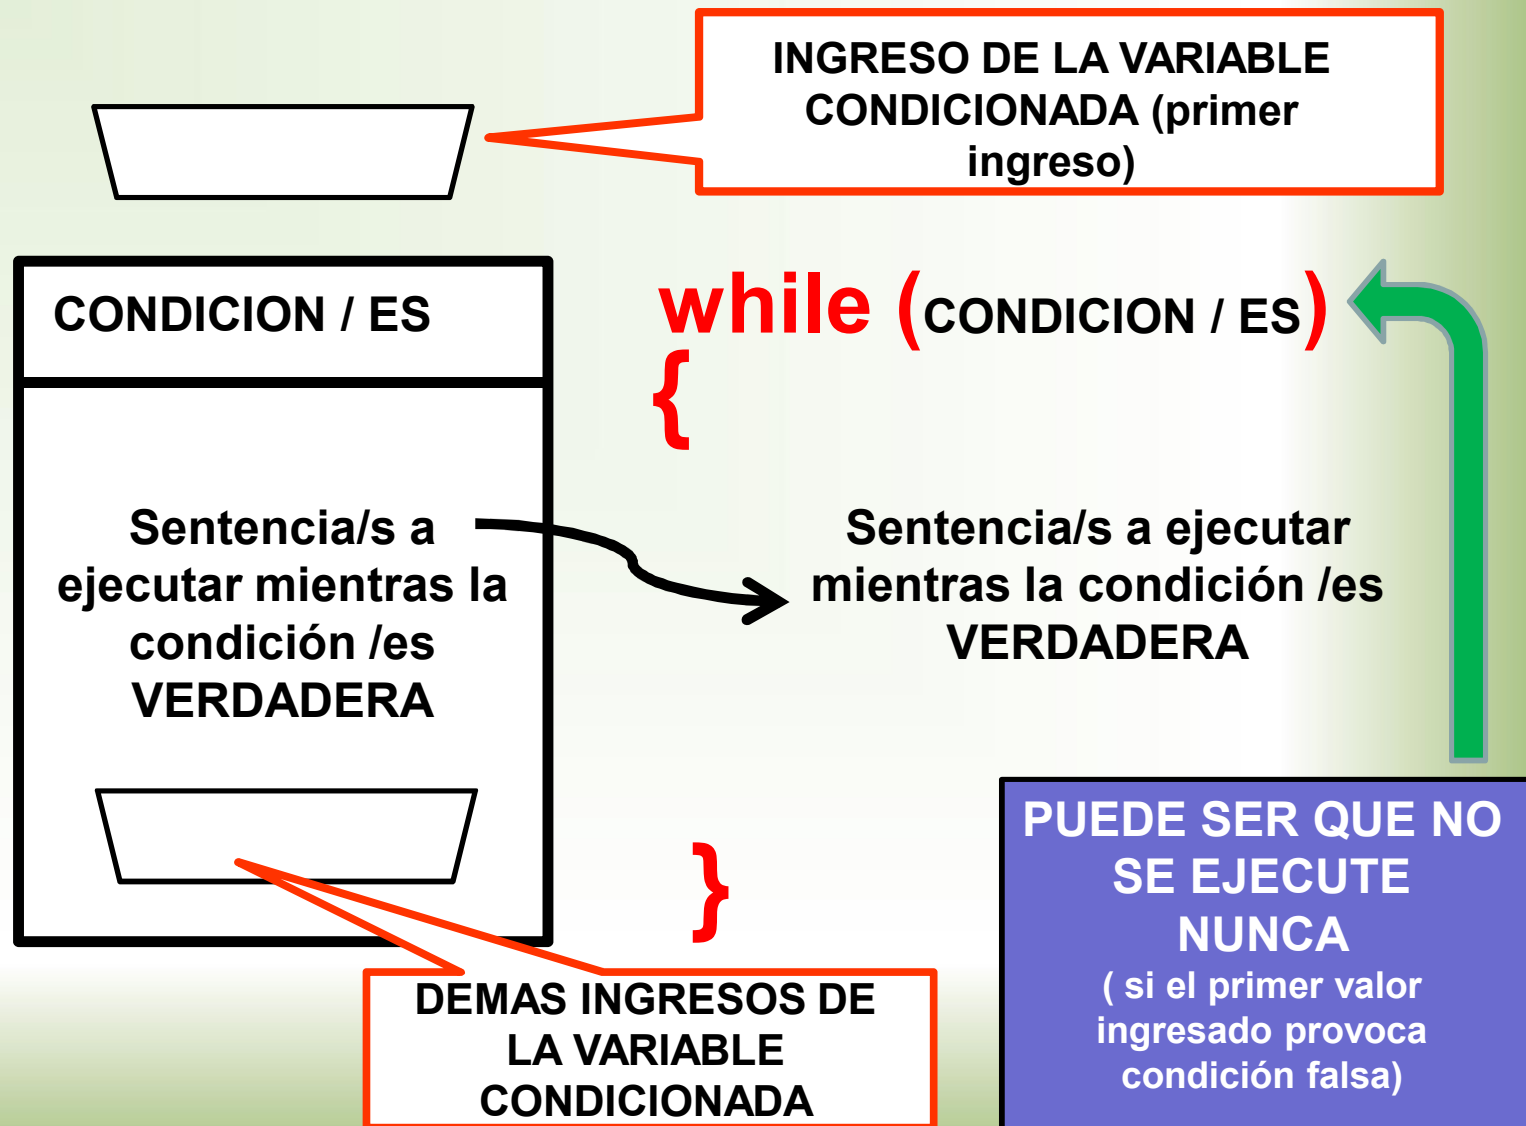 INGRESO DE LA VARIABLE
CONDICIONADA (primer
ingreso)
CONDICION / ES
while (CONDICION / ES)
{
Sentencia/s a
ejecutar mientras la
condición /es
VERDADERA
Sentencia/s a ejecutar
mientras la condición /es
VERDADERA
}
DEMAS INGRESOS DE
LA VARIABLE
CONDICIONADA
PUEDE SER QUE NO
SE EJECUTE
NUNCA
( si el primer valor
ingresado provoca
condición falsa)